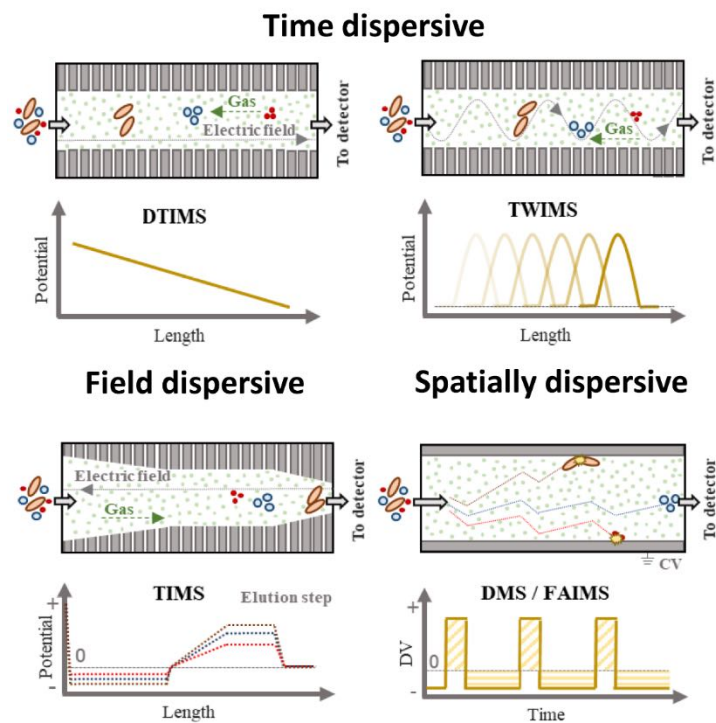 Time dispersive
Gas
Electric field
To detector
Gas
To detector
DTIMS
Potential
Length
TWIMS
Potential
Length
Field dispersive
Spatially dispersive
Electric field
Gas
To detector
To detector
CV
TIMS
Elution step
Potential
+
0
-
Length
DMS / FAIMS
DV
+
0
-
Time